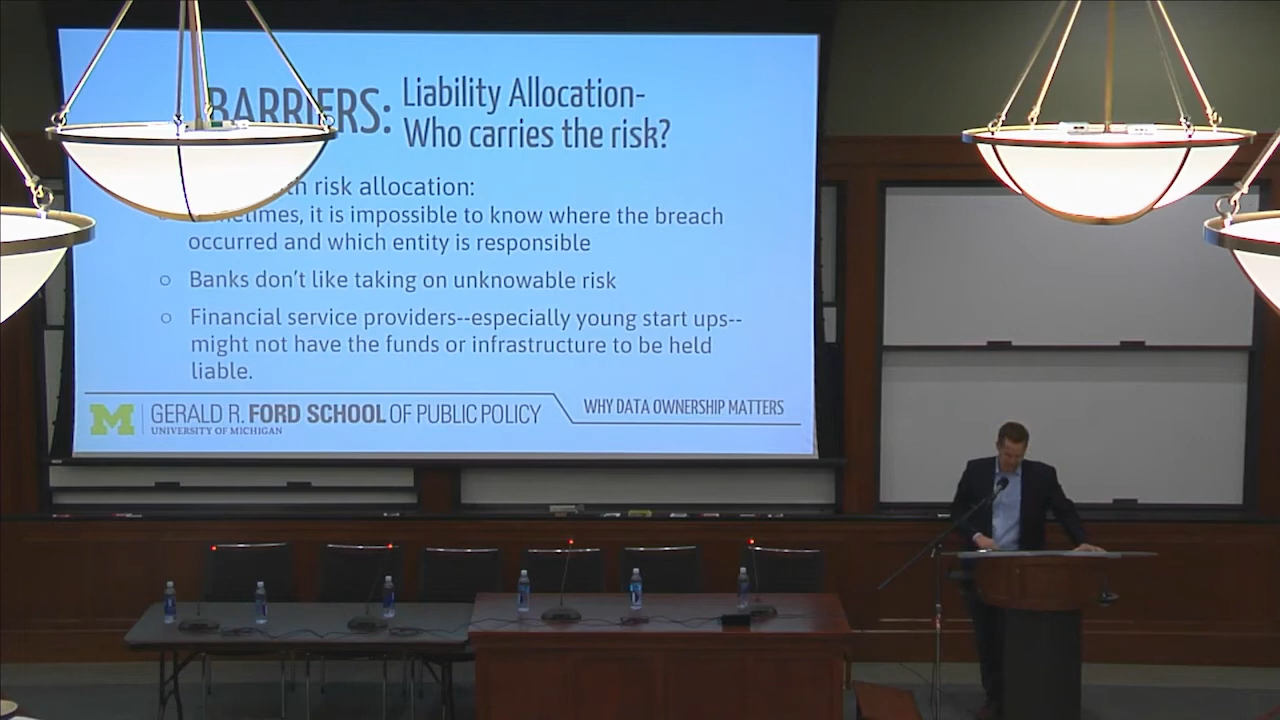 BARRIERS: Liability Allocation-
Who carries the risk?
risk allocation:
it is impossible to know where the breach
occurred and which entity is responsible
○ Banks don't like taking on unknowable risk
○ Financial service providers--especially young start ups--
might not have the funds or infrastructure to be held
liable.
M GERALD R. FORD SCHOOL OF PUBLIC POLICY
UNIVERSITY OF MICHIGAN
WHY DATA OWNERSHIP MATTERS